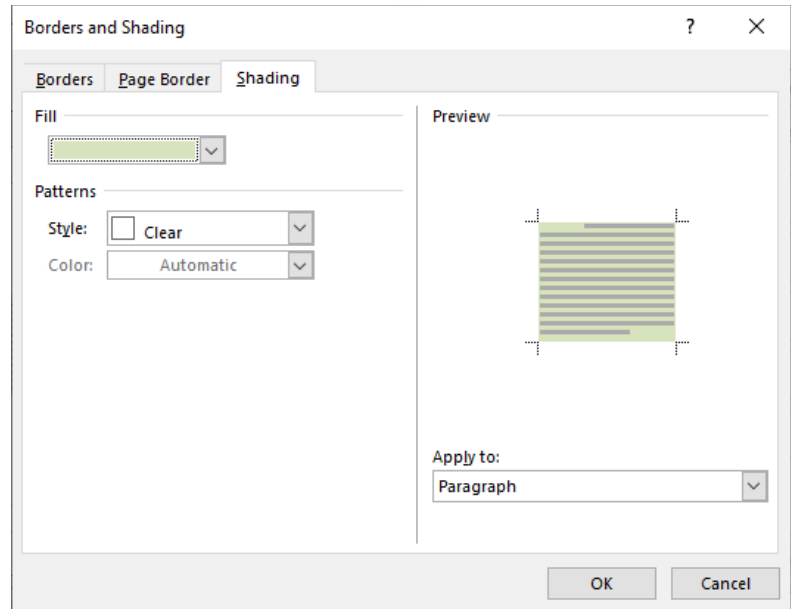 Borders and Shading ?
Borders Page Border Shading
Fill
Patterns
Style: Clear
Color: Automatic
Preview
Apply to:
Paragraph
OK Cancel